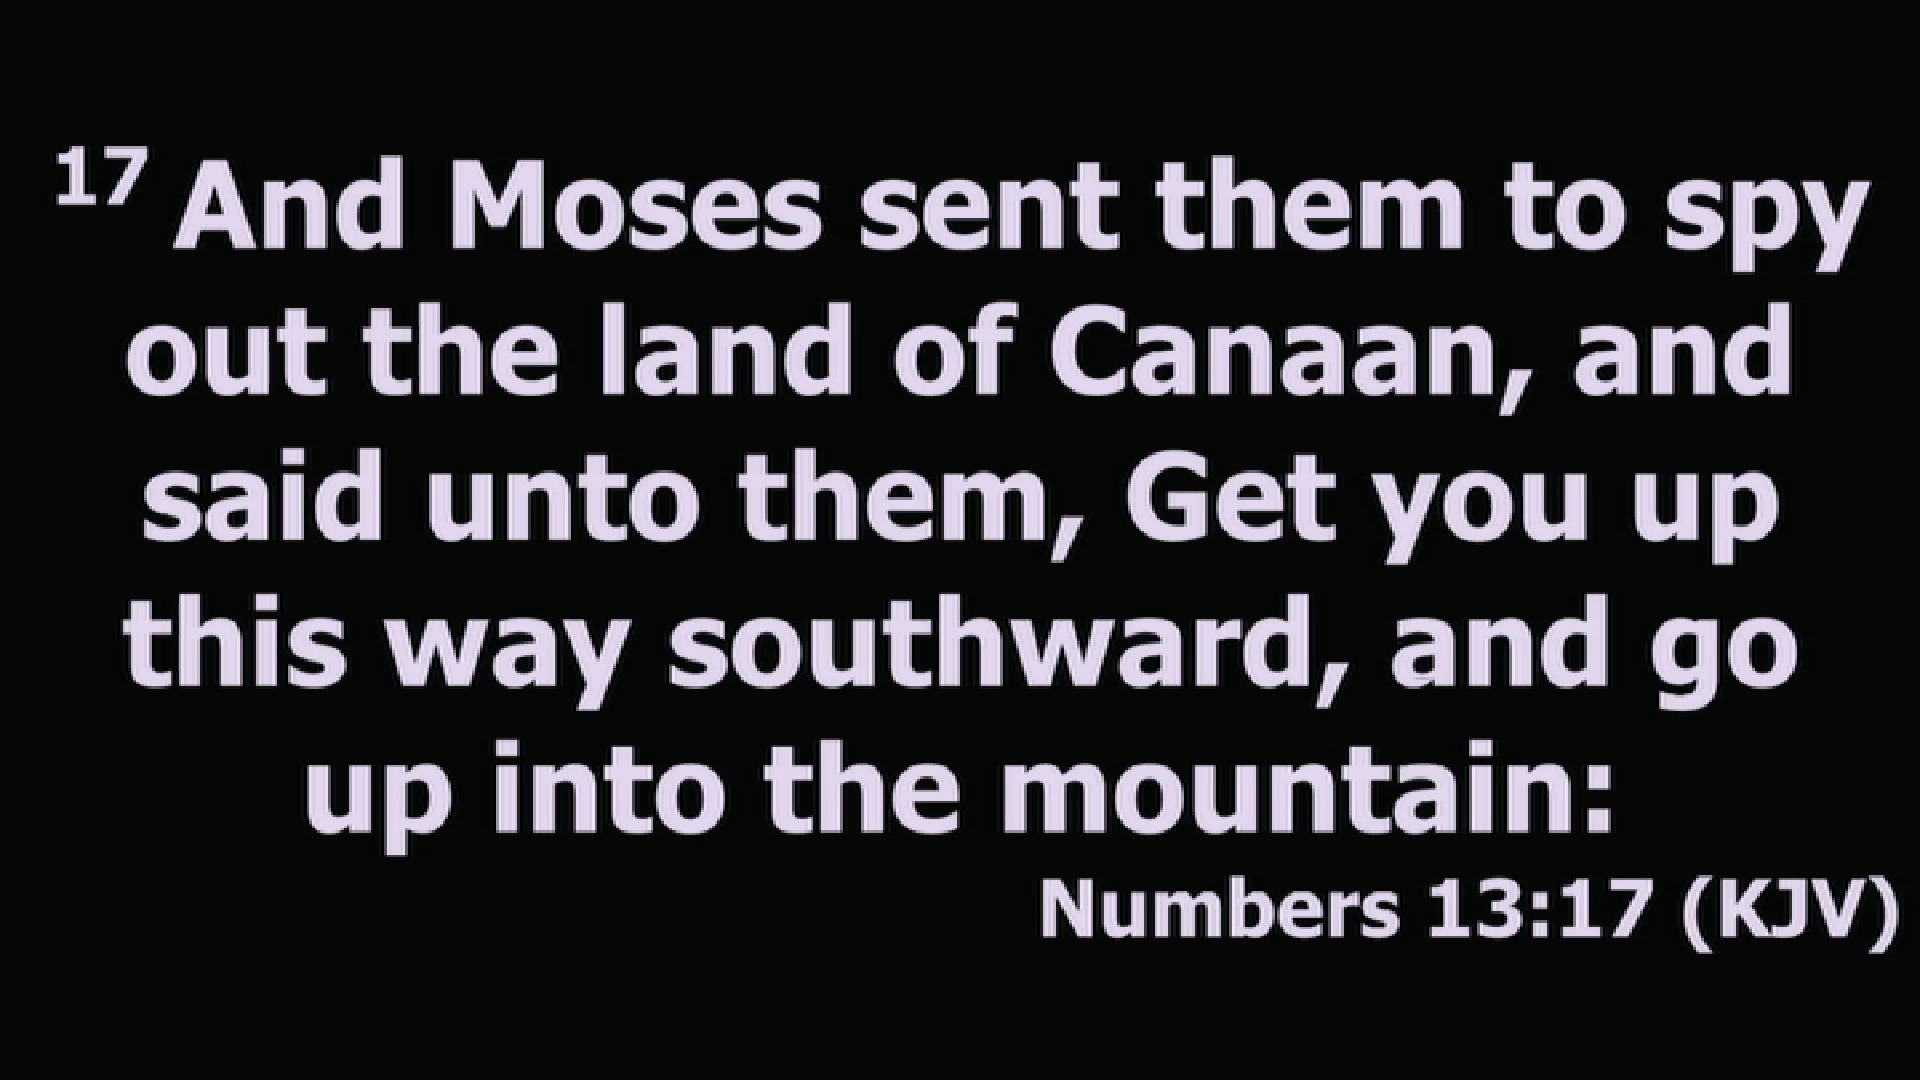 17 And Moses sent them to spy
out the land of Canaan, and
said unto them, Get you up
this way southward, and go
up into the mountain:
Numbers 13:17 (KJV)